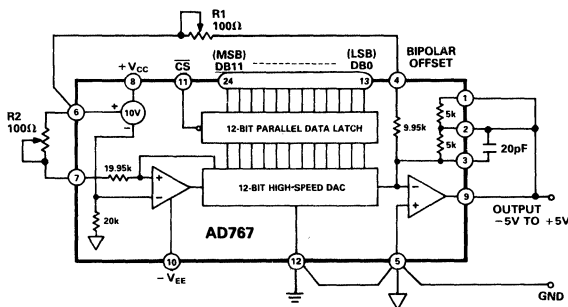 R1
100Ω
+VCC
CS
(MSB)
DB11
(LSB)
DB0
BIPOLAR
OFFSET
8
11
24
13
4
R2
100Ω
6
+
10V
-
1
5k
2
5k
3
20pF
9.95k
12-BIT PARALLEL DATA LATCH
7
19.95k
+
-
12-BIT HIGH-SPEED DAC
-
+
9
OUTPUT
-5V TO +5V
20k
AD767
10
-VEE
12
5
GND